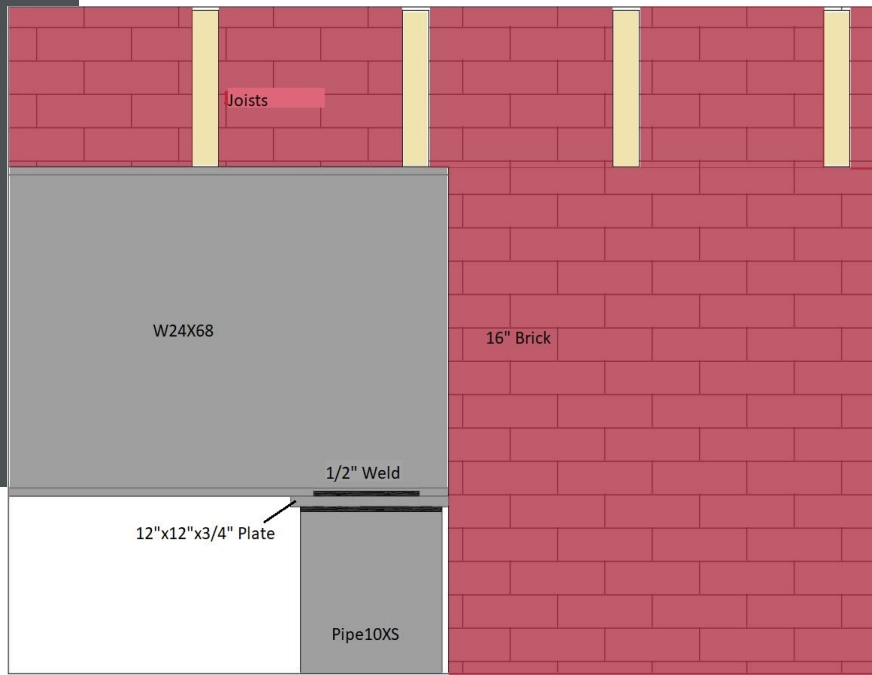 Joists
W24X68
16" Brick
1/2" Weld
12"x12"x3/4" Plate
Pipe10XS